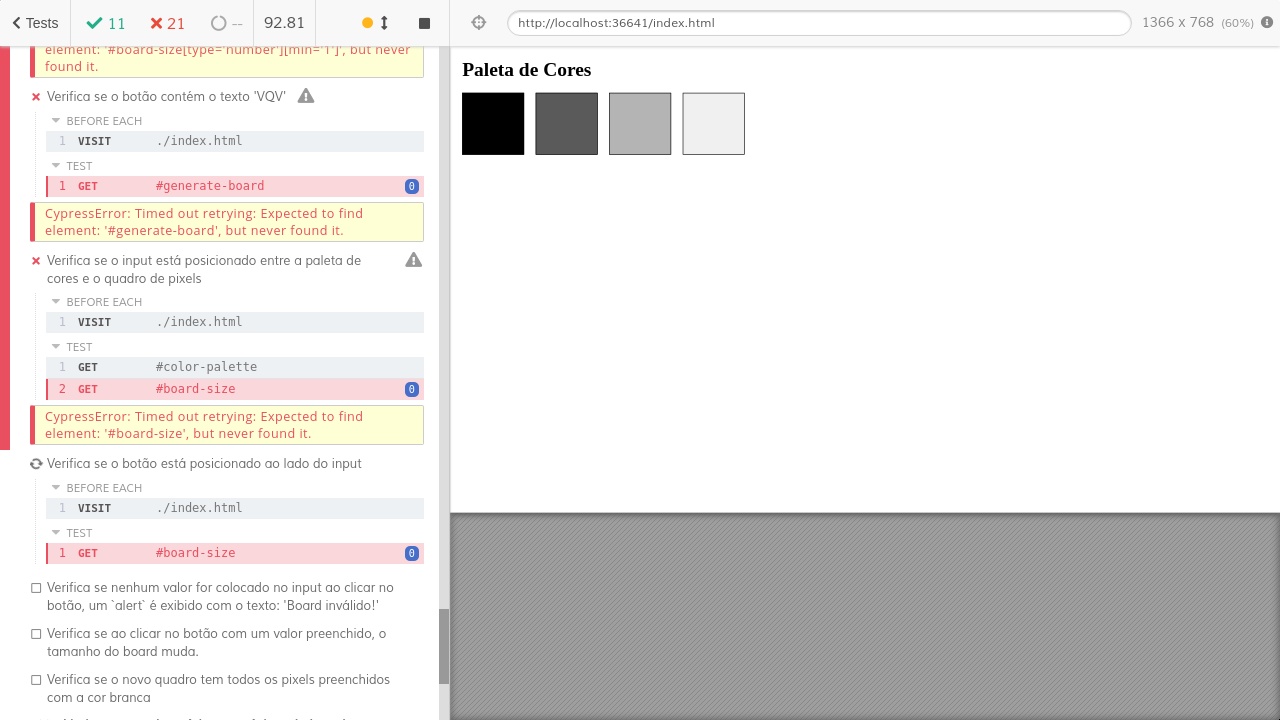 Tests 11 21 -- 92.81
http://localhost:36641/index.html 1366 x 768 (60%)
element: '#board-size[type='number'][min='1']', but never
found it.
Verifica se o botão contém o texto 'VQV'
BEFORE EACH
1 VISIT ./index.html
TEST
1 GET #generate-board 0
CypressError: Timed out retrying: Expected to find
element: '#generate-board', but never found it.
Verifica se o input está posicionado entre a paleta de
cores e o quadro de pixels
BEFORE EACH
1 VISIT ./index.html
TEST
1 GET #color-palette
2 GET #board-size 0
CypressError: Timed out retrying: Expected to find
element: '#board-size', but never found it.
Verifica se o botão está posicionado ao lado do input
BEFORE EACH
1 VISIT ./index.html
TEST
1 GET #board-size 0
Verifica se nenhum valor for colocado no input ao clicar no
botão, um `alert` é exibido com o texto: 'Board inválido!'
Verifica se ao clicar no botão com um valor preenchido, o
tamanho do board muda.
Verifica se o novo quadro tem todos os pixels preenchidos
com a cor branca
Paleta de Cores